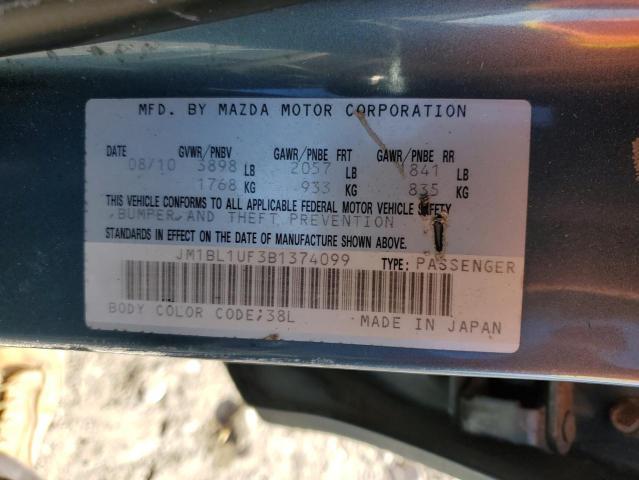 MFD. BY MAZDA MOTOR CORPORATION
DATE GVWR/PNBV GAWR/PNBE FRT GAWR/PNBE RR
08/10 3898 LB 2057 LB 1841 LB
1768 KG 933 KG 835 KG
THIS VEHICLE CONFORMS TO ALL APPLICABLE FEDERAL MOTOR VEHICLE SAFETY
,BUMPER,AND THEFT PREVENTION
STANDARDS IN EFFECT ON THE DATE OF MANUFACTURE SHOWN ABOVE.
JM1BL1UF3B1374099 TYPE: PASSENGER
BODY COLOR CODE;38L MADE IN JAPAN